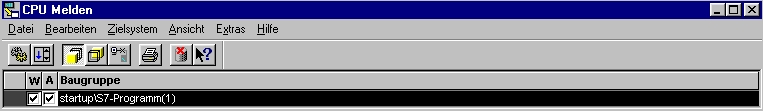 CPU Melden
Datei Bearbeiten Zielsystem Ansicht Extras Hilfe
W A Baugruppe
startup\S7-Programm(1)